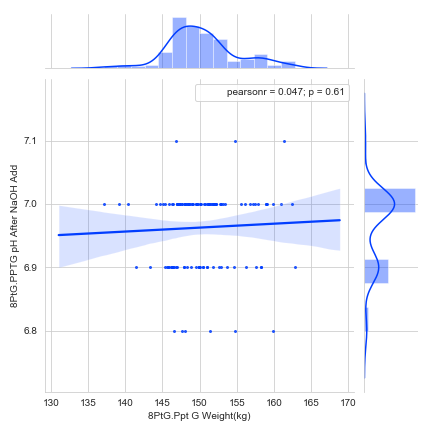 pearsonr = 0.047; p = 0.61
8PtG.PPTG pH After NaOH Add
7.1
7.0
6.9
6.8
130 135 140 145 150 155 160 165 170
8PtG.Ppt G Weight(kg)